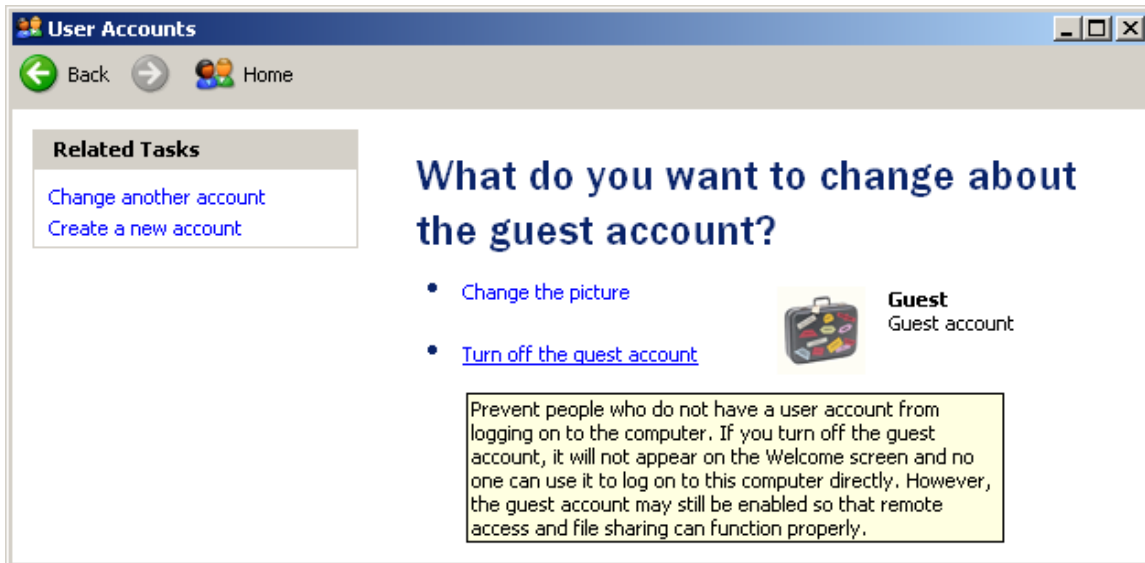 User Accounts
Back Home
Related Tasks
Change another account
Create a new account
What do you want to change about
the guest account?
Change the picture
Guest
Guest account
Turn off the guest account
Prevent people who do not have a user account from
logging on to the computer. If you turn off the guest
account, it will not appear on the Welcome screen and no
one can use it to log on to this computer directly. However,
the guest account may still be enabled so that remote
access and file sharing can function properly.